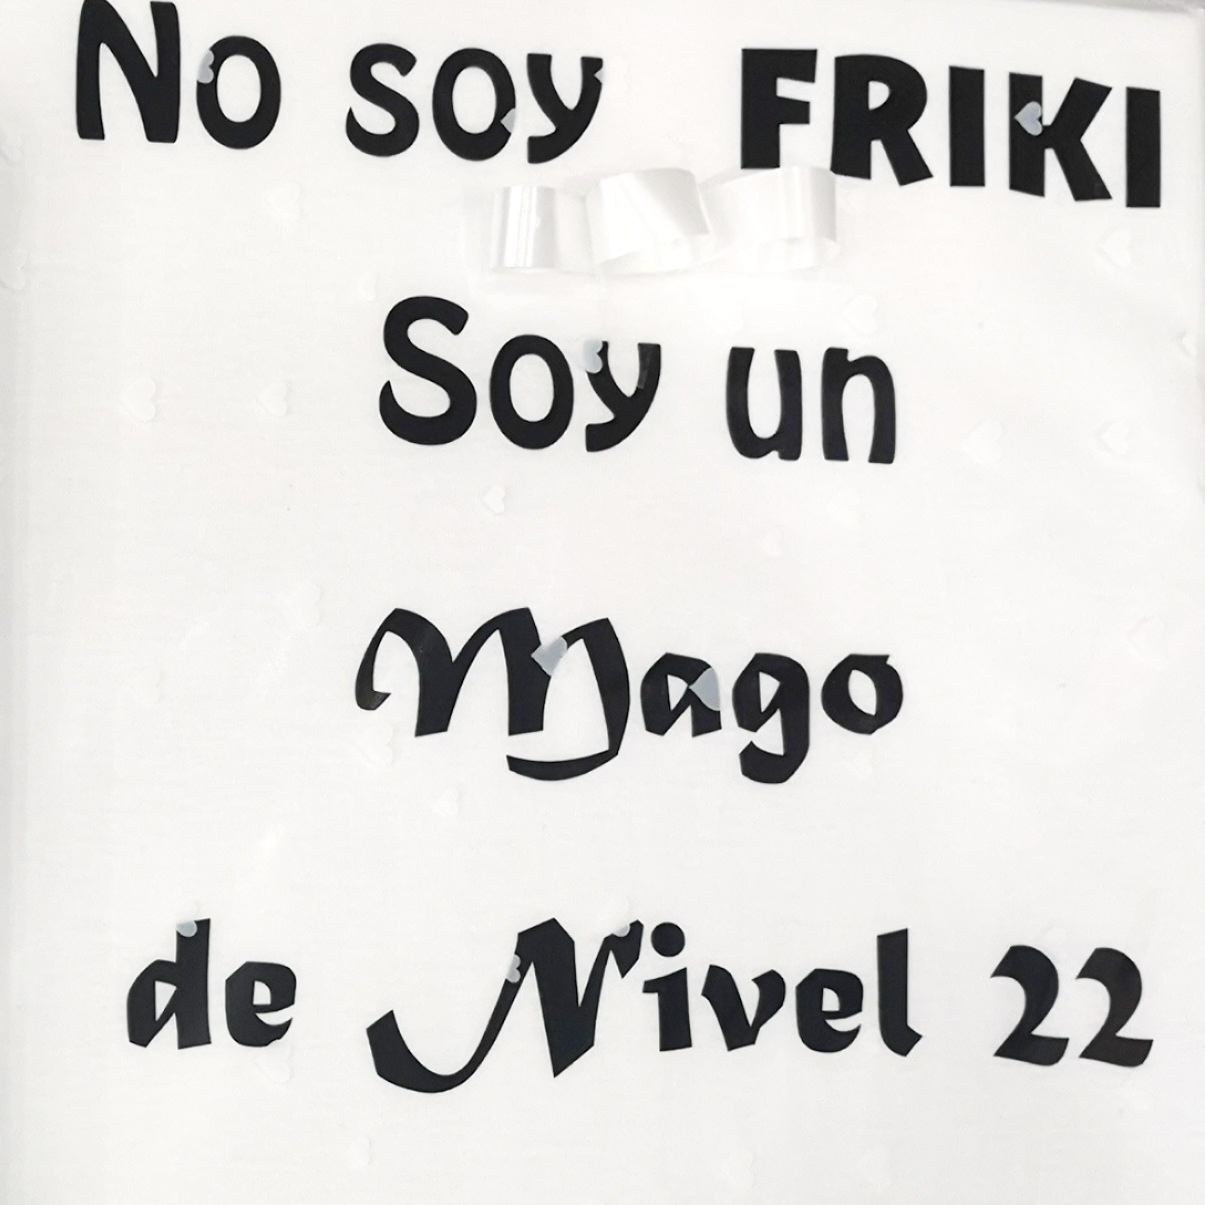 No soy FRIKI
Soy un
Mago
de Nivel 22